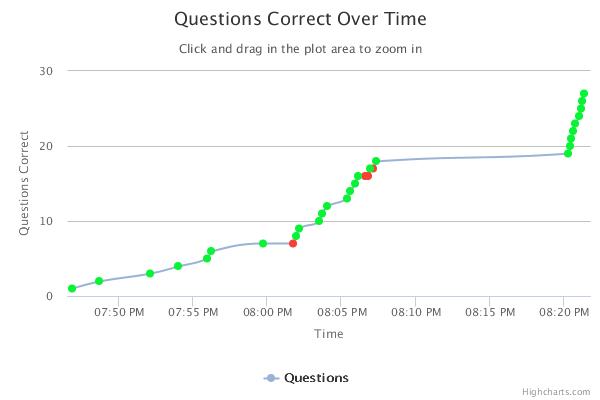 Questions Correct Over Time
Click and drag in the plot area to zoom in
30
20
10
0
Questions Correct
07:50 PM 07:55 PM 08:00 PM 08:05 PM 08:10 PM 08:15 PM 08:20 PM
Time
Questions
Highcharts.com